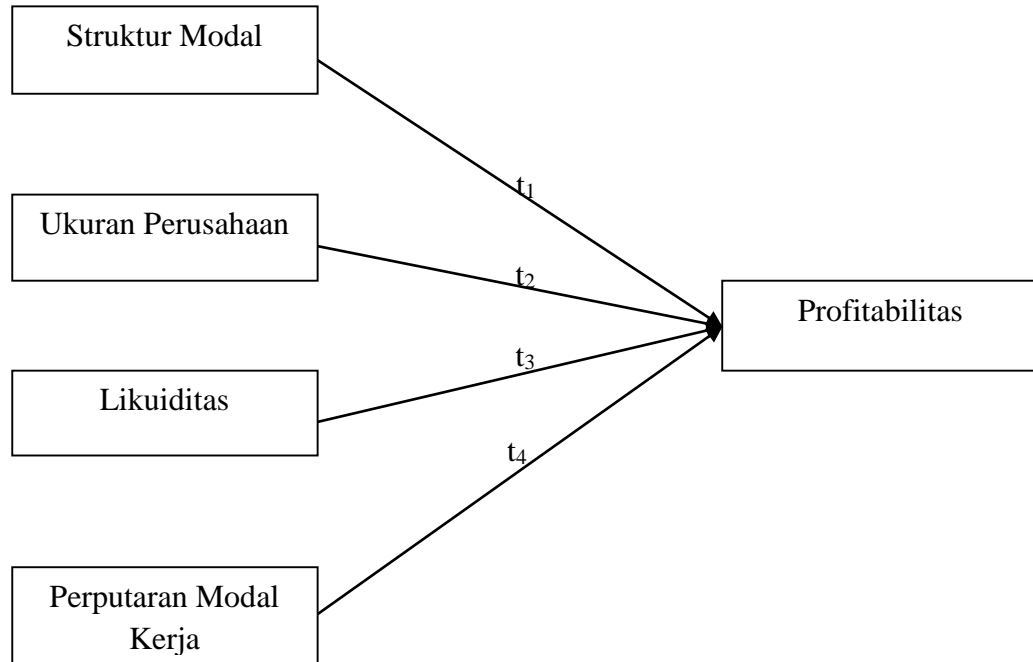 Struktur Modal
t₁
Ukuran Perusahaan
t₂
Profitabilitas
t₃
Likuiditas
t₄
Perputaran Modal
Kerja